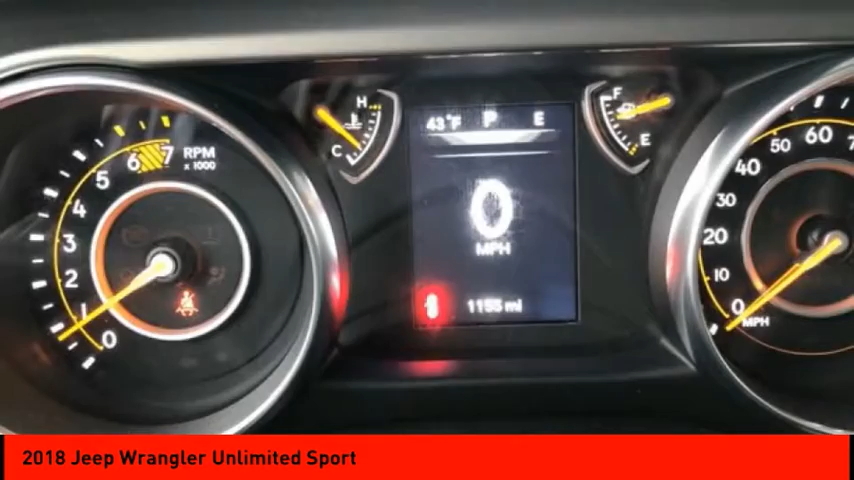 H
C
43°F P E
F
E
0
MPH
1155 mi
0 1 2 3 4 5 6 7
RPM
x 1000
0 10 20 30 40 50 60
MPH
2018 Jeep Wrangler Unlimited Sport